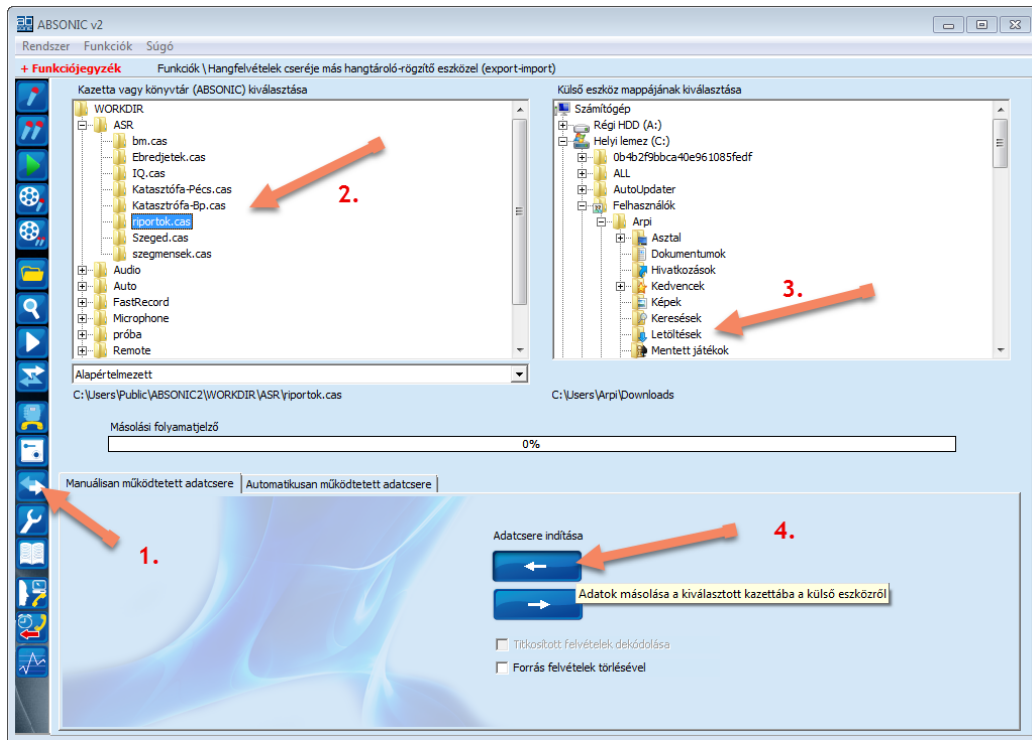 ABSONIC v2
Rendszer Funkciók Súgó
+ Funkciójegyzék Funkciók \ Hangfelvételek cseréje más hangtároló-rögzítő eszközzel (export-import)
Kazetta vagy könyvtár (ABSONIC) kiválasztása
WORKDIR
ASR
bm.cas
Ebredjetek.cas
IQ.cas
Katasztófa-Pécs.cas
Katasztrófa-Bp.cas
riportok.cas
Szeged.cas
szegmensek.cas
Audio
Auto
FastRecord
Microphone
próba
Remote
Alapértelmezett
C:\Users\Public\ABSONIC2\WORKDIR\ASR\riportok.cas
2.
Külső eszköz mappájának kiválasztása
Számítógép
Régi HDD (A:)
Helyi lemez (C:)
0b4b2f9bbca40e961085fedf
ALL
AutoUpdater
Felhasználók
Arpi
Asztal
Dokumentumok
Hivatkozások
Kedvencek
Képek
Keresések
Letöltések
Mentett játékok
3.
C:\Users\Arpi\Downloads
Másolási folyamatjelző
0%
Manuálisan működtetett adatcsere Automatikusan működtetett adatcsere
1.
Adatcsere indítása
4.
Adatok másolása a kiválasztott kazettába a külső eszközről
Titkosított felvételek dekódolása
Forrás felvételek törlésével